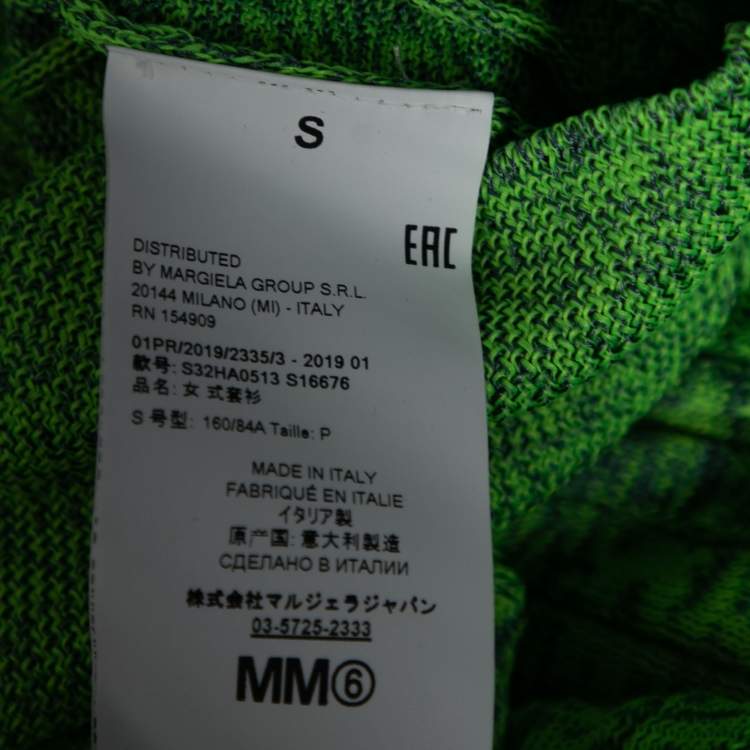 S
EAC
DISTRIBUTED
BY MARGIELA GROUP S.R.L.
20144 MILANO (MI) - ITALY
RN 154909
01PR/2019/2335/3 - 2019 01
款号: S32HA0513 S16676
品名: 女 式套衫
S 号型: 160/84A Taille: P
MADE IN ITALY
FABRIQUÉ EN ITALIE
イタリア製
原产国: 意大利製造
СДЕЛАНО В ИТАЛИИ
株式会社マルジェラジャパン
03-5725-2333
MM⑥